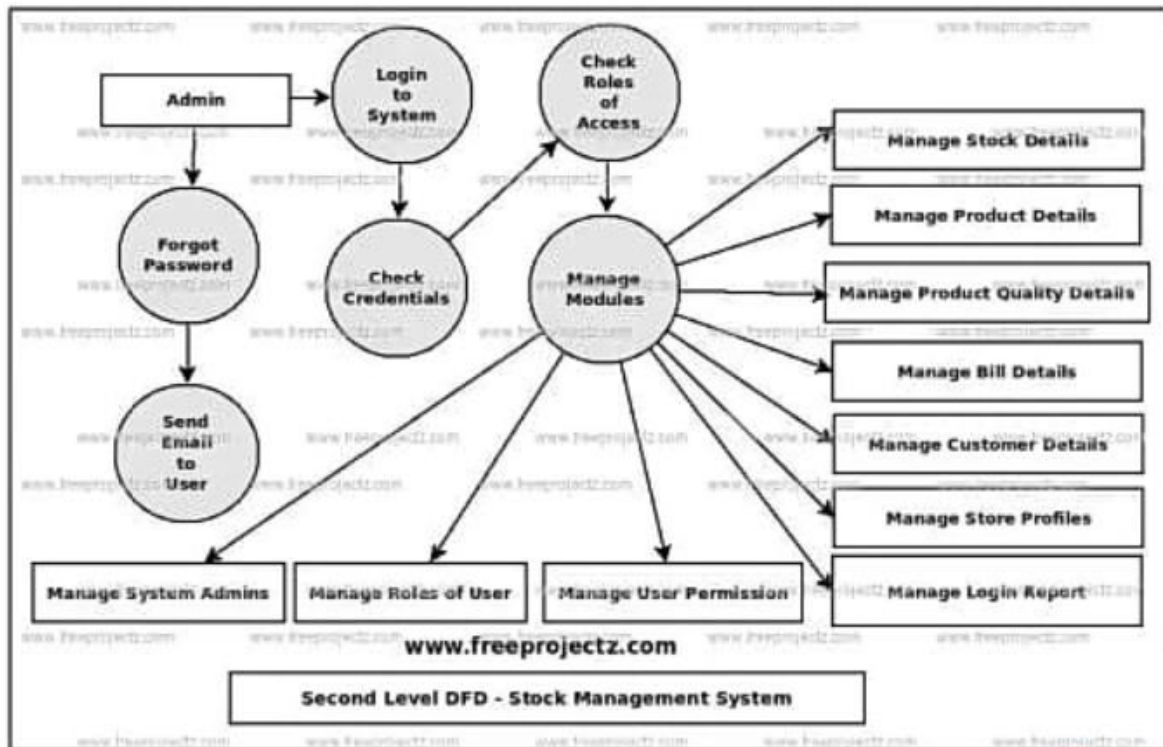 Admin
Login
to
System
Check
Roles
of
Access
Forgot
Password
Check
Credentials
Manage
Modules
Send
Email
to
User
Manage Stock Details
Manage Product Details
Manage Product Quality Details
Manage Bill Details
Manage Customer Details
Manage Store Profiles
Manage Login Report
Manage System Admins
Manage Roles of User
Manage User Permission
www.freeprojectz.com
Second Level DFD - Stock Management System